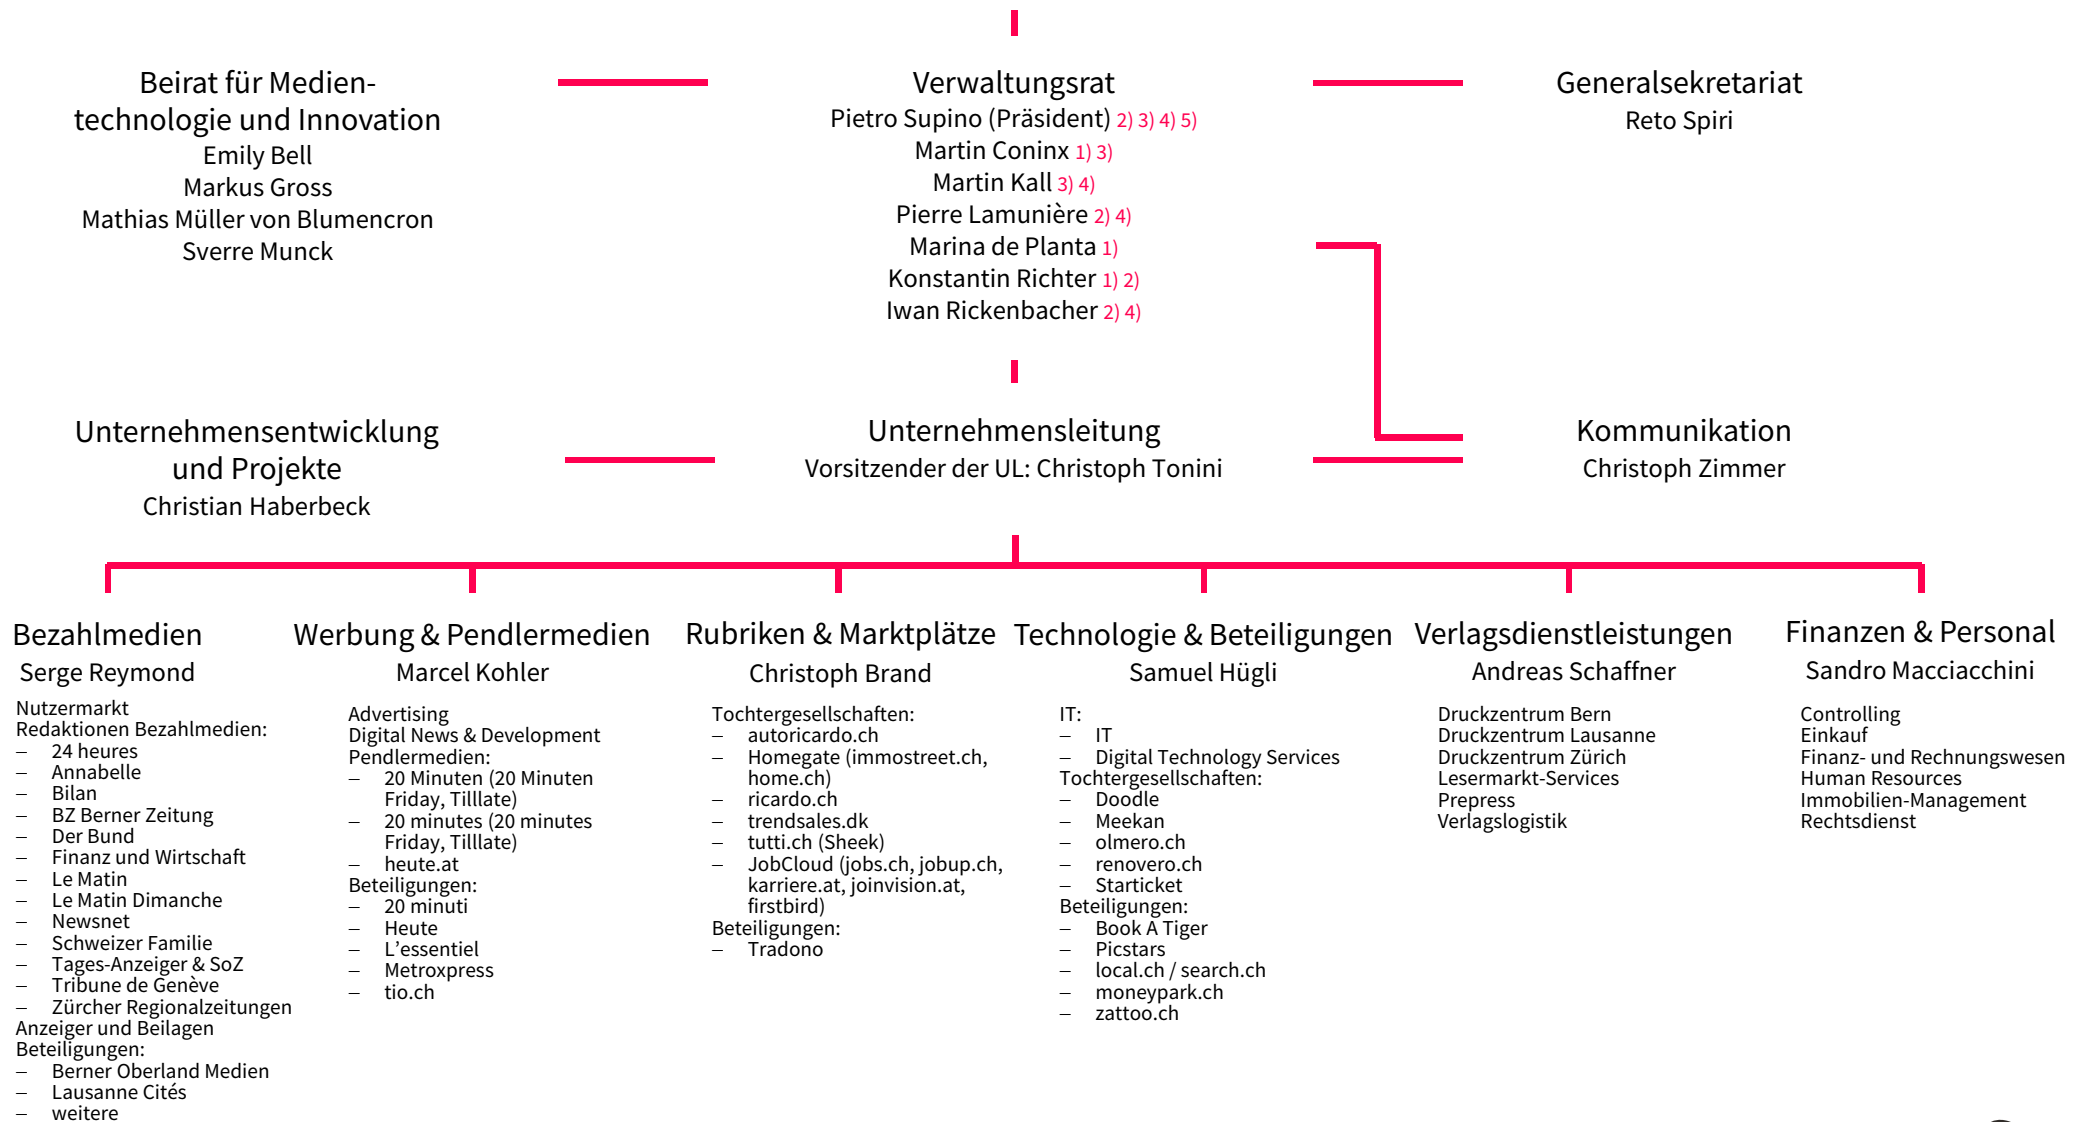 Beirat für Medien-
technologie und Innovation
Emily Bell
Markus Gross
Mathias Müller von Blumencron
Sverre Munck
Verwaltungsrat
Pietro Supino (Präsident) 2) 3) 4) 5)
Martin Coninx 1) 3)
Martin Kall 3) 4)
Pierre Lamunière 2) 4)
Marina de Planta 1)
Konstantin Richter 1) 2)
Iwan Rickenbacher 2) 4)
Generalsekretariat
Reto Spiri
Unternehmensentwicklung
und Projekte
Christian Haberbeck
Unternehmensleitung
Vorsitzender der UL: Christoph Tonini
Kommunikation
Christoph Zimmer
Bezahlmedien
Serge Reymond
Nutzermarkt
Redaktionen Bezahlmedien:
– 24 heures
– Annabelle
– Bilan
– BZ Berner Zeitung
– Der Bund
– Finanz und Wirtschaft
– Le Matin
– Le Matin Dimanche
– Newsnet
– Schweizer Familie
– Tages-Anzeiger & SoZ
– Tribune de Genève
– Zürcher Regionalzeitungen
Anzeiger und Beilagen
Beteiligungen:
– Berner Oberland Medien
– Lausanne Cités
– weitere
Werbung & Pendlermedien
Marcel Kohler
Advertising
Digital News & Development
Pendlermedien:
– 20 Minuten (20 Minuten
Friday, Tilllate)
– 20 minutes (20 minutes
Friday, Tilllate)
– heute.at
Beteiligungen:
– 20 minuti
– Heute
– L’essentiel
– Metroxpress
– tio.ch
Rubriken & Marktplätze
Christoph Brand
Tochtergesellschaften:
– autoricardo.ch
– Homegate (immostreet.ch,
home.ch)
– ricardo.ch
– trendsales.dk
– tutti.ch (Sheek)
– JobCloud (jobs.ch, jobup.ch,
karriere.at, joinvision.at,
firstbird)
Beteiligungen:
– Tradono
Technologie & Beteiligungen
Samuel Hügli
IT:
– IT
– Digital Technology Services
Tochtergesellschaften:
– Doodle
– Meekan
– olmero.ch
– renovero.ch
– Starticket
Beteiligungen:
– Book A Tiger
– Picstars
– local.ch / search.ch
– moneypark.ch
– zattoo.ch
Verlagsdienstleistungen
Andreas Schaffner
Druckzentrum Bern
Druckzentrum Lausanne
Druckzentrum Zürich
Lesermarkt-Services
Prepress
Verlagslogistik
Finanzen & Personal
Sandro Macciacchini
Controlling
Einkauf
Finanz- und Rechnungswesen
Human Resources
Immobilien-Management
Rechtsdienst